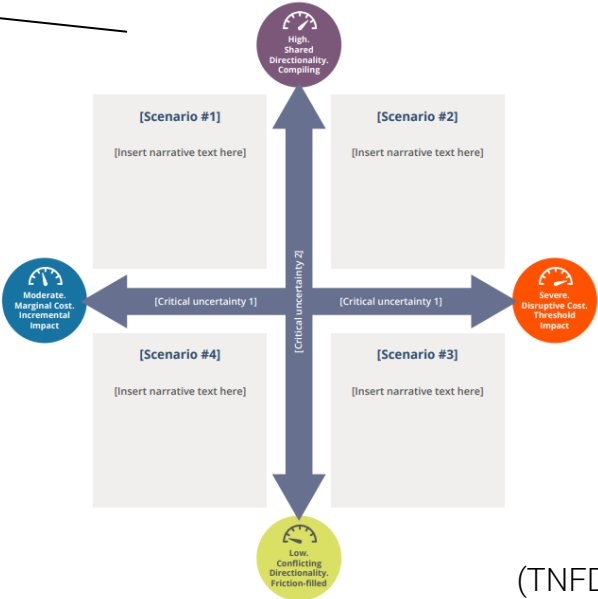 High.
Shared
Directionality.
Compiling
[Scenario #1]
[Insert narrative text here]
[Scenario #2]
[Insert narrative text here]
Moderate.
Marginal Cost.
Incremental
Impact
[Critical uncertainty 1]
[Critical uncertainty 2]
[Critical uncertainty 1]
Severe.
Disruptive Cost.
Threshold
Impact
[Scenario #4]
[Insert narrative text here]
[Scenario #3]
[Insert narrative text here]
Low.
Conflicting
Directionality.
Friction-filled
(TNFD